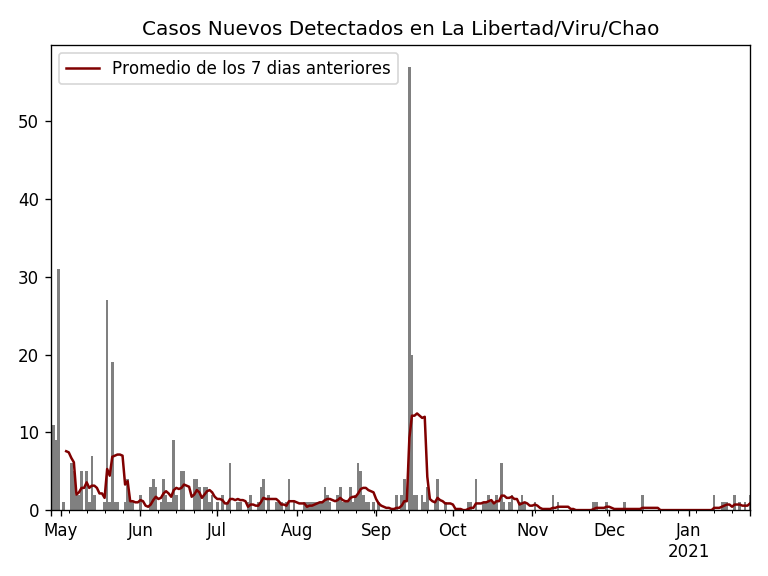 Casos Nuevos Detectados en La Libertad/Viru/Chao
Promedio de los 7 dias anteriores
50
40
30
20
10
0
May Jun Jul Aug Sep Oct Nov Dec Jan
2021